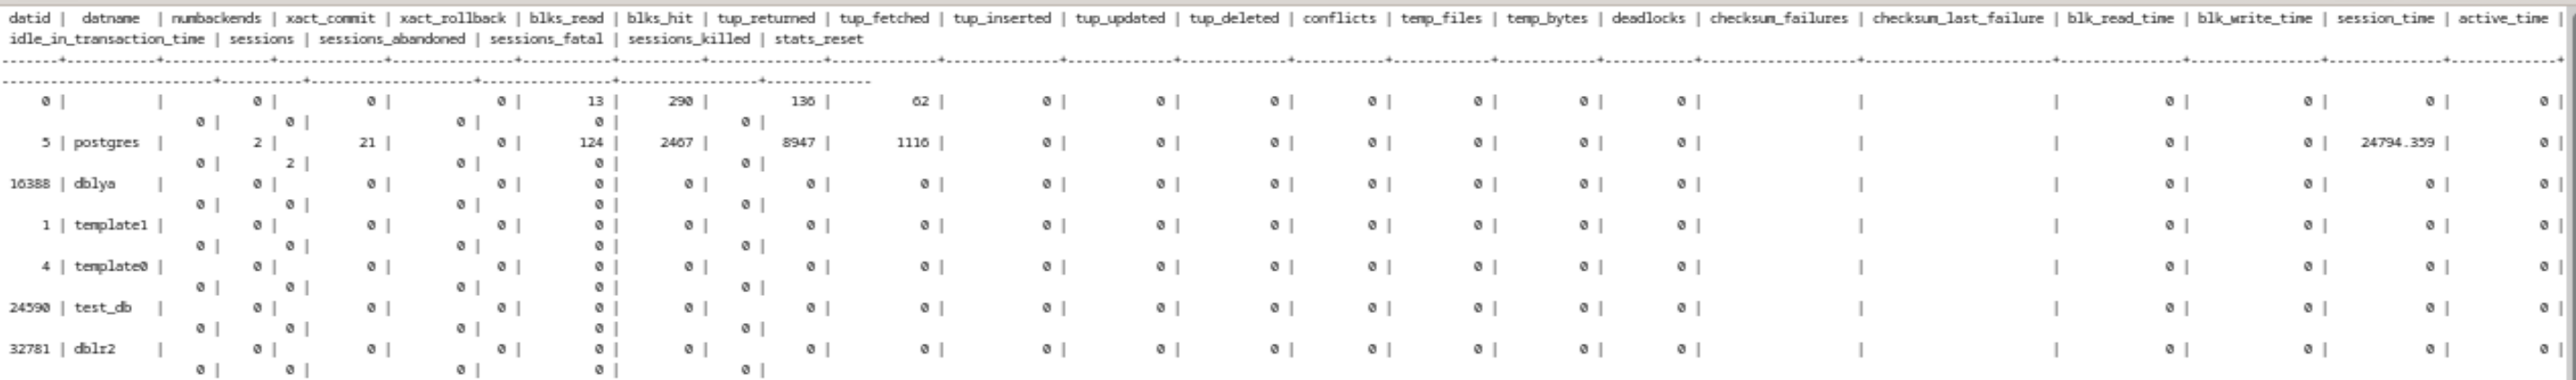 datid | datname | numbackends | xact_commit | xact_rollback | blks_read | blks_hit | tup_returned | tup_fetched | tup_inserted | tup_updated | tup_deleted | conflicts | temp_files | temp_bytes | deadlocks | checksum_failures | checksum_last_failure | blk_read_time | blk_write_time | session_time | active_time |
idle_in_transaction_time | sessions | sessions_abandoned | sessions_fatal | sessions_killed | stats_reset
-------+-----------+-------------+-------------+---------------+-----------+----------+--------------+-------------+--------------+-------------+-------------+-----------+------------+------------+-----------+-------------------+-----------------------+---------------+----------------+--------------+-------------+
--------------------------+----------+--------------------+----------------+-----------------+-------------
0 | | 0 | 0 | 0 | 13 | 290 | 136 | 62 | 0 | 0 | 0 | 0 | 0 | 0 | 0 | | | 0 | 0 | 0 | 0 |
0 | 0 | 0 | 0 | 0 |
5 | postgres | 2 | 21 | 0 | 124 | 2467 | 8947 | 1116 | 0 | 0 | 0 | 0 | 0 | 0 | 0 | | | 0 | 0 | 24794.359 | 0 |
0 | 2 | 0 | 0 | 0 |
16388 | dblya | 0 | 0 | 0 | 0 | 0 | 0 | 0 | 0 | 0 | 0 | 0 | 0 | 0 | 0 | | | 0 | 0 | 0 | 0 |
0 | 0 | 0 | 0 | 0 |
1 | template1 | 0 | 0 | 0 | 0 | 0 | 0 | 0 | 0 | 0 | 0 | 0 | 0 | 0 | 0 | | | 0 | 0 | 0 | 0 |
0 | 0 | 0 | 0 | 0 |
4 | template0 | 0 | 0 | 0 | 0 | 0 | 0 | 0 | 0 | 0 | 0 | 0 | 0 | 0 | 0 | | | 0 | 0 | 0 | 0 |
0 | 0 | 0 | 0 | 0 |
24590 | test_db | 0 | 0 | 0 | 0 | 0 | 0 | 0 | 0 | 0 | 0 | 0 | 0 | 0 | 0 | | | 0 | 0 | 0 | 0 |
0 | 0 | 0 | 0 | 0 |
32781 | dblr2 | 0 | 0 | 0 | 0 | 0 | 0 | 0 | 0 | 0 | 0 | 0 | 0 | 0 | 0 | | | 0 | 0 | 0 | 0 |
0 | 0 | 0 | 0 | 0 |